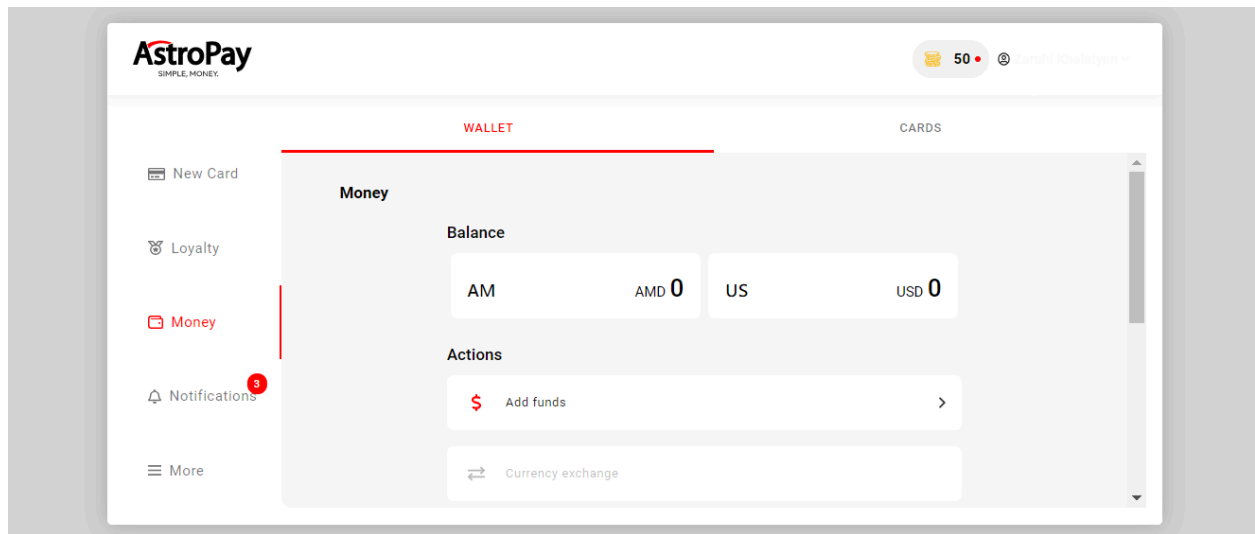 AstroPay
SIMPLE, MONEY.
50
WALLET
CARDS
New Card
Loyalty
Money
Notifications
3
More
Money
Balance
AM AMD 0
US USD 0
Actions
Add funds
Currency exchange